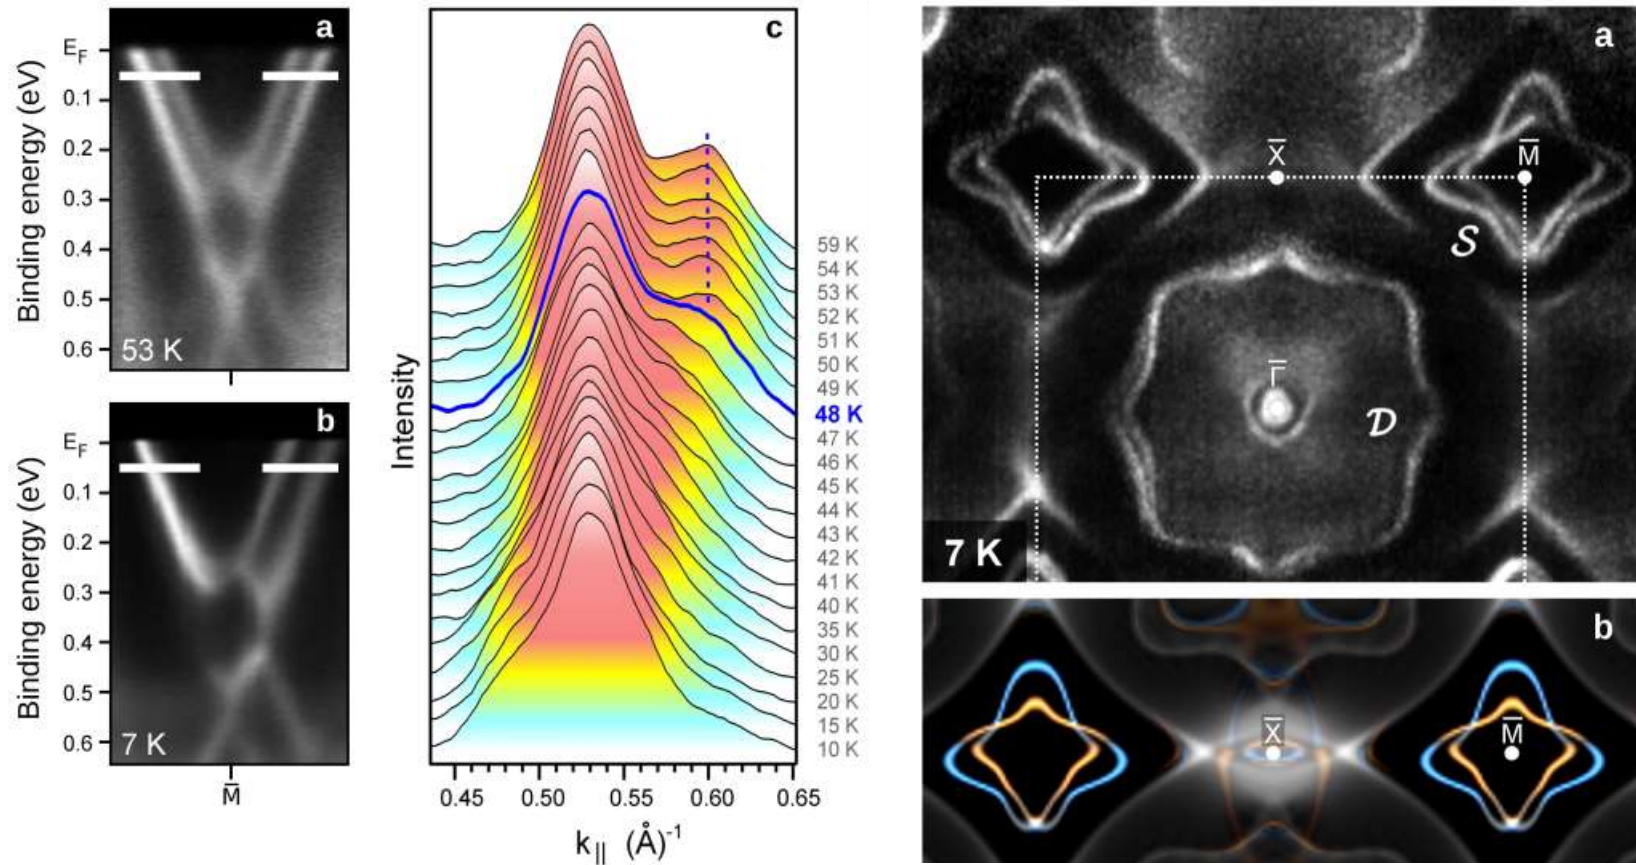 a
Binding energy (eV)
E_F
0.1
0.2
0.3
0.4
0.5
0.6
53 K
b
Binding energy (eV)
E_F
0.1
0.2
0.3
0.4
0.5
0.6
7 K
M̅
c
Intensity
59 K
54 K
53 K
52 K
51 K
50 K
49 K
48 K
47 K
46 K
45 K
44 K
43 K
42 K
41 K
40 K
35 K
30 K
25 K
20 K
15 K
10 K
0.45 0.50 0.55 0.60 0.65
k_|| (Å)^-1
a
X̅ M̅
S
Γ̅
D
7 K
b
X̅ M̅